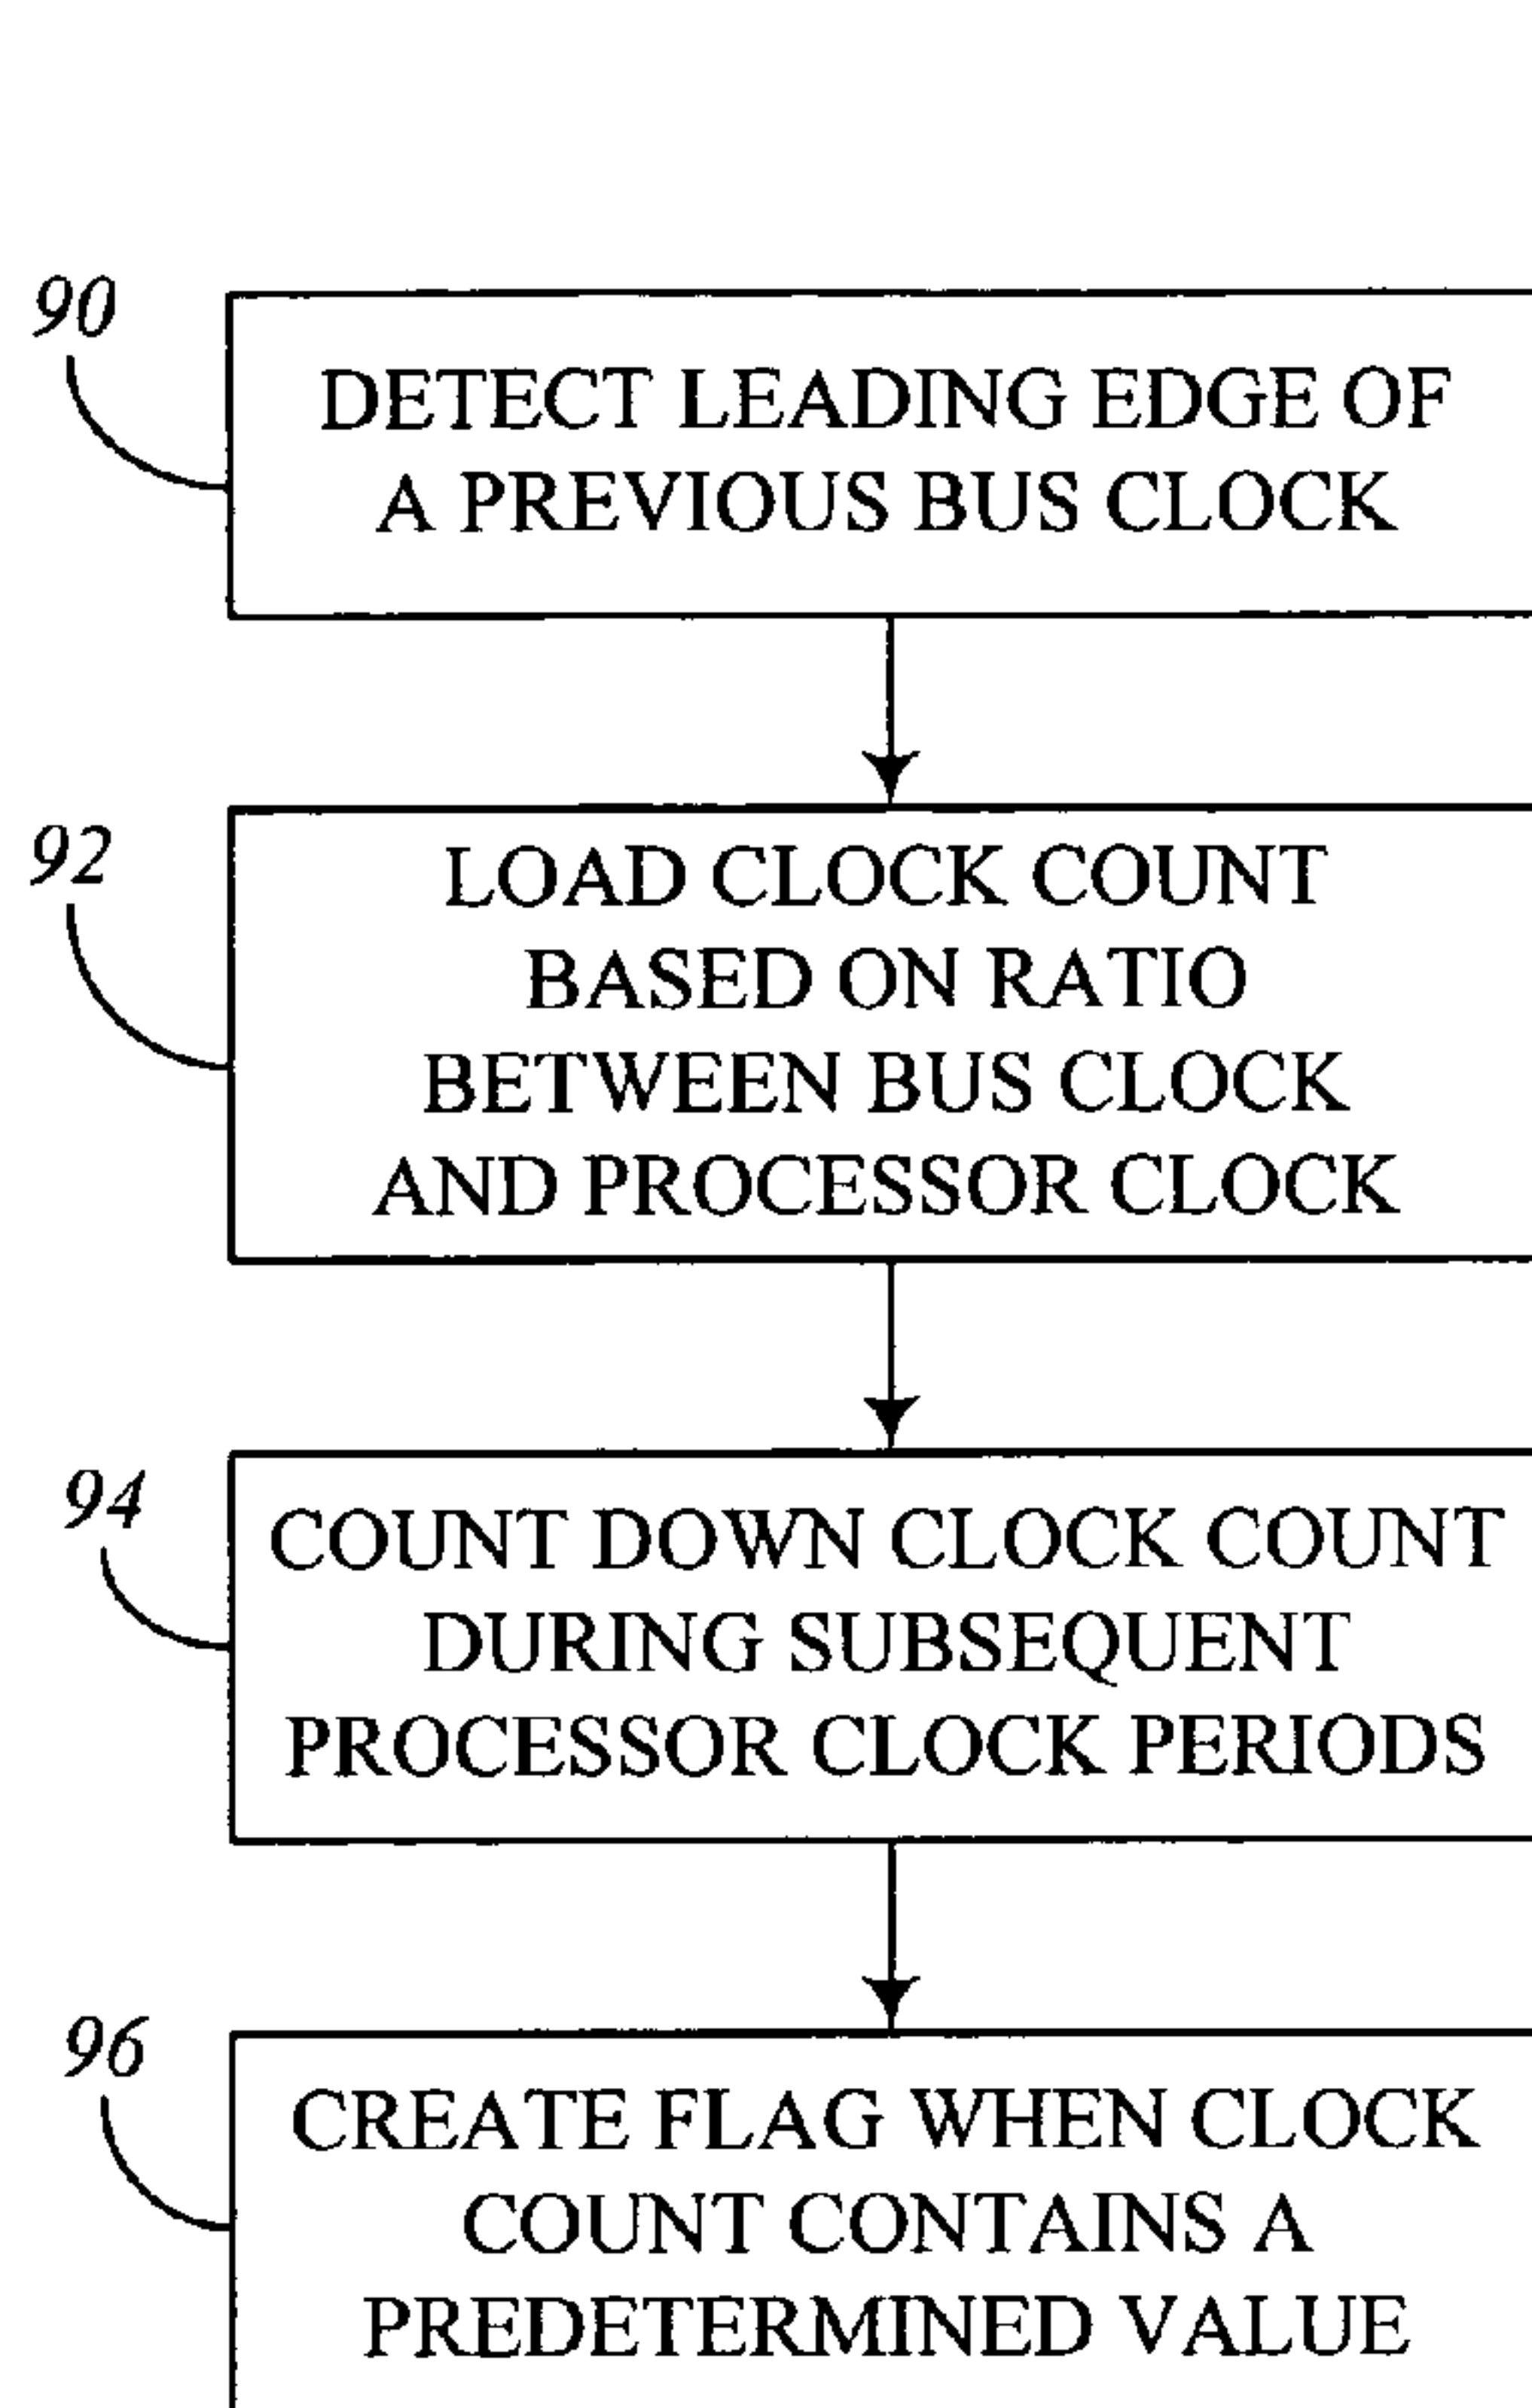 90
DETECT LEADING EDGE OF
A PREVIOUS BUS CLOCK
92
LOAD CLOCK COUNT
BASED ON RATIO
BETWEEN BUS CLOCK
AND PROCESSOR CLOCK
94
COUNT DOWN CLOCK COUNT
DURING SUBSEQUENT
PROCESSOR CLOCK PERIODS
96
CREATE FLAG WHEN CLOCK
COUNT CONTAINS A
PREDETERMINED VALUE